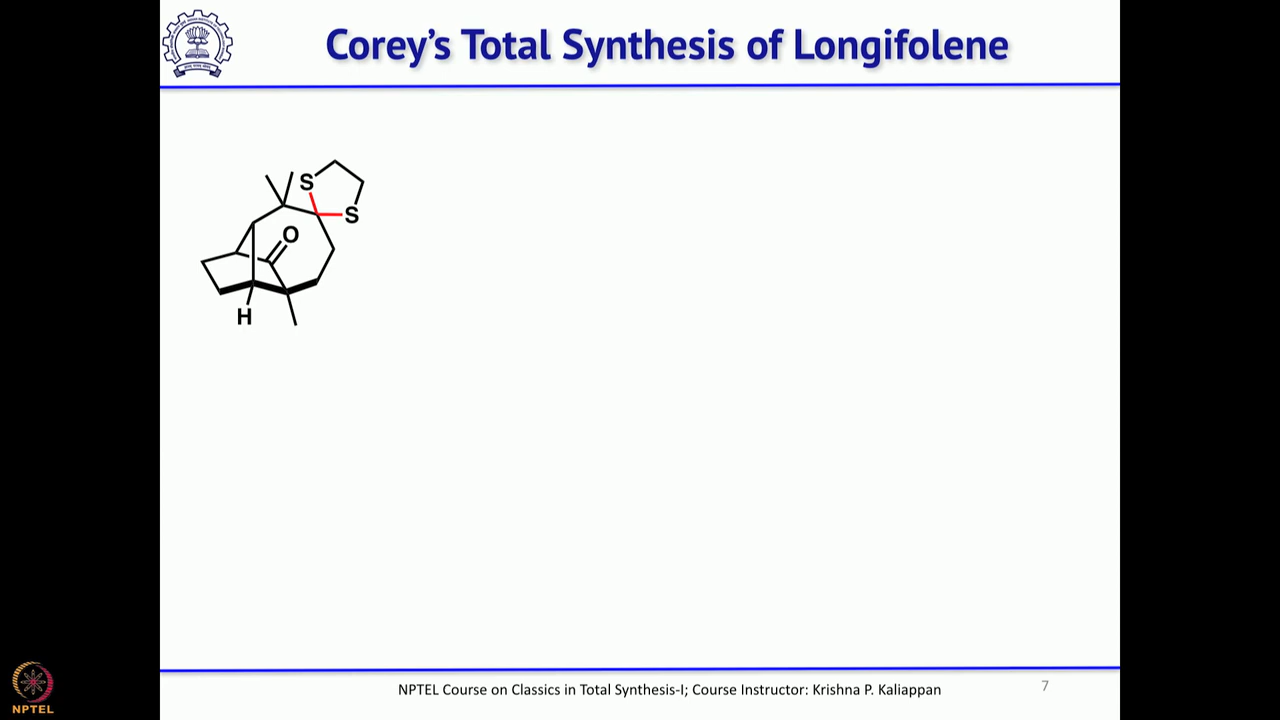 Corey's Total Synthesis of Longifolene
S
S
O
H
NPTEL Course on Classics in Total Synthesis-I; Course Instructor: Krishna P. Kaliappan
7
NPTEL